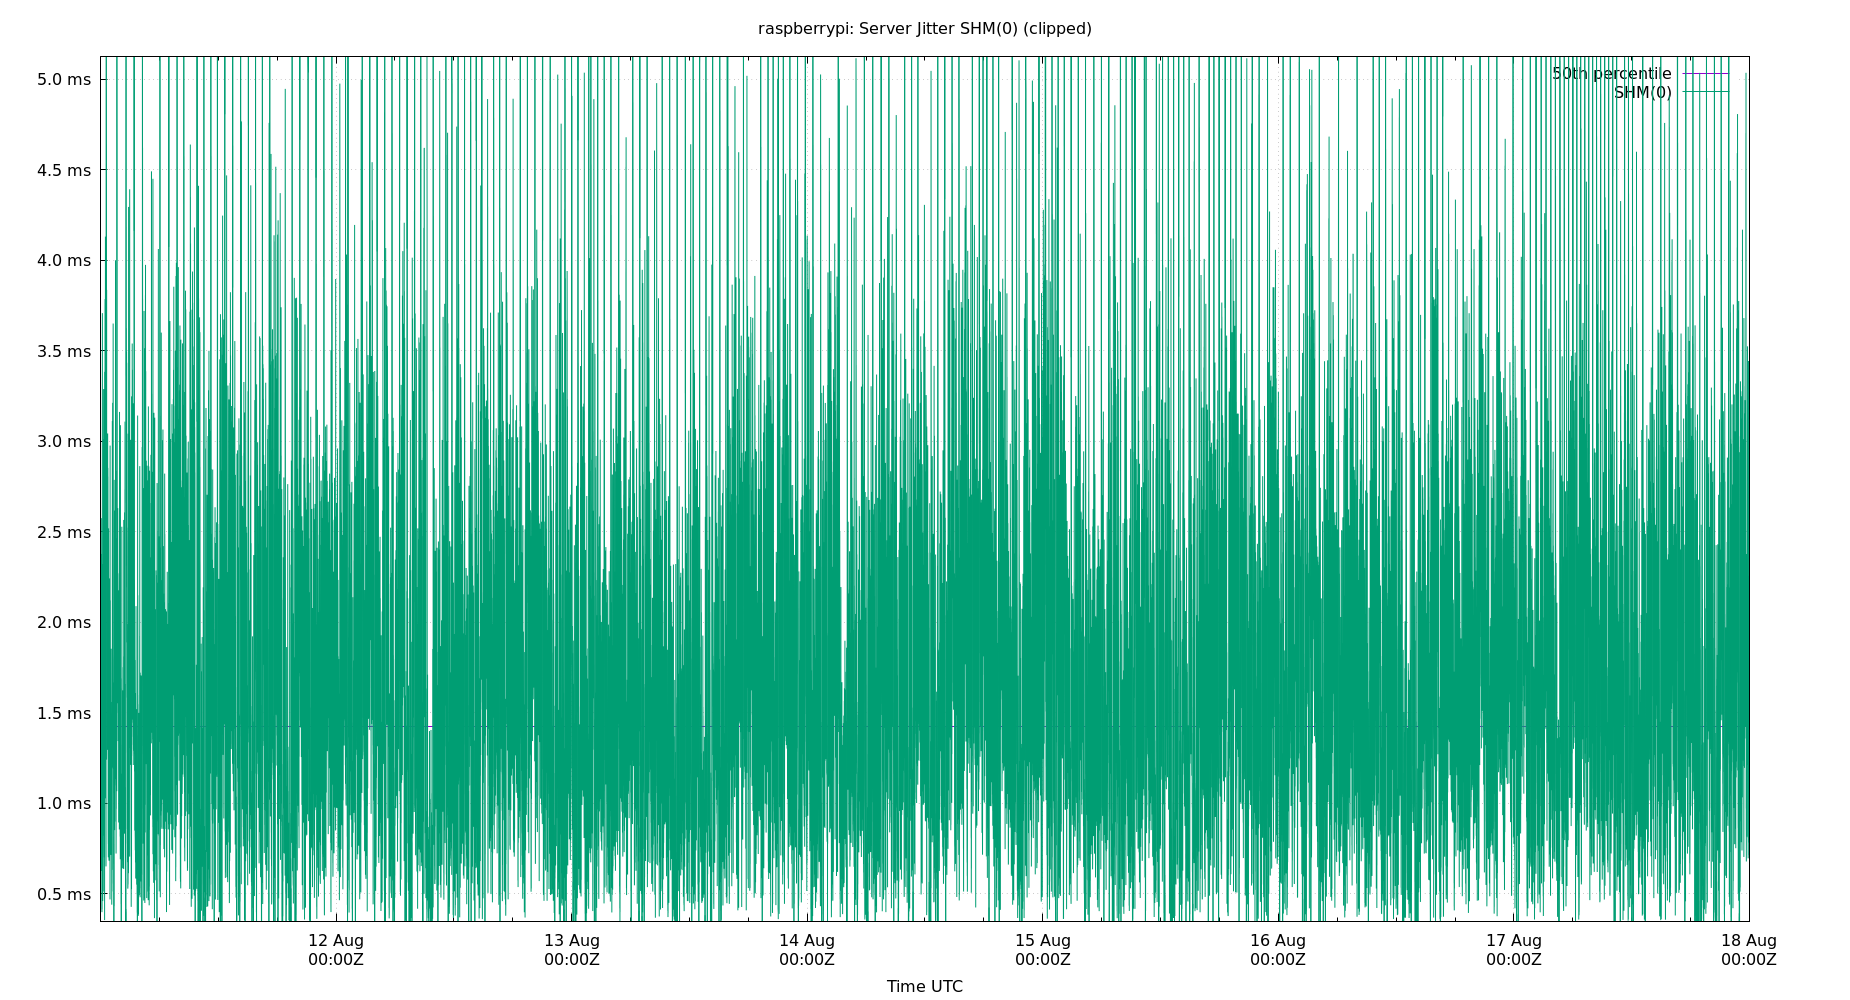 raspberrypi: Server Jitter SHM(0) (clipped)
50th percentile
SHM(0)
5.0 ms
4.5 ms
4.0 ms
3.5 ms
3.0 ms
2.5 ms
2.0 ms
1.5 ms
1.0 ms
0.5 ms
12 Aug 13 Aug 14 Aug 15 Aug 16 Aug 17 Aug 18 Aug
00:00Z 00:00Z 00:00Z 00:00Z 00:00Z 00:00Z 00:00Z
Time UTC